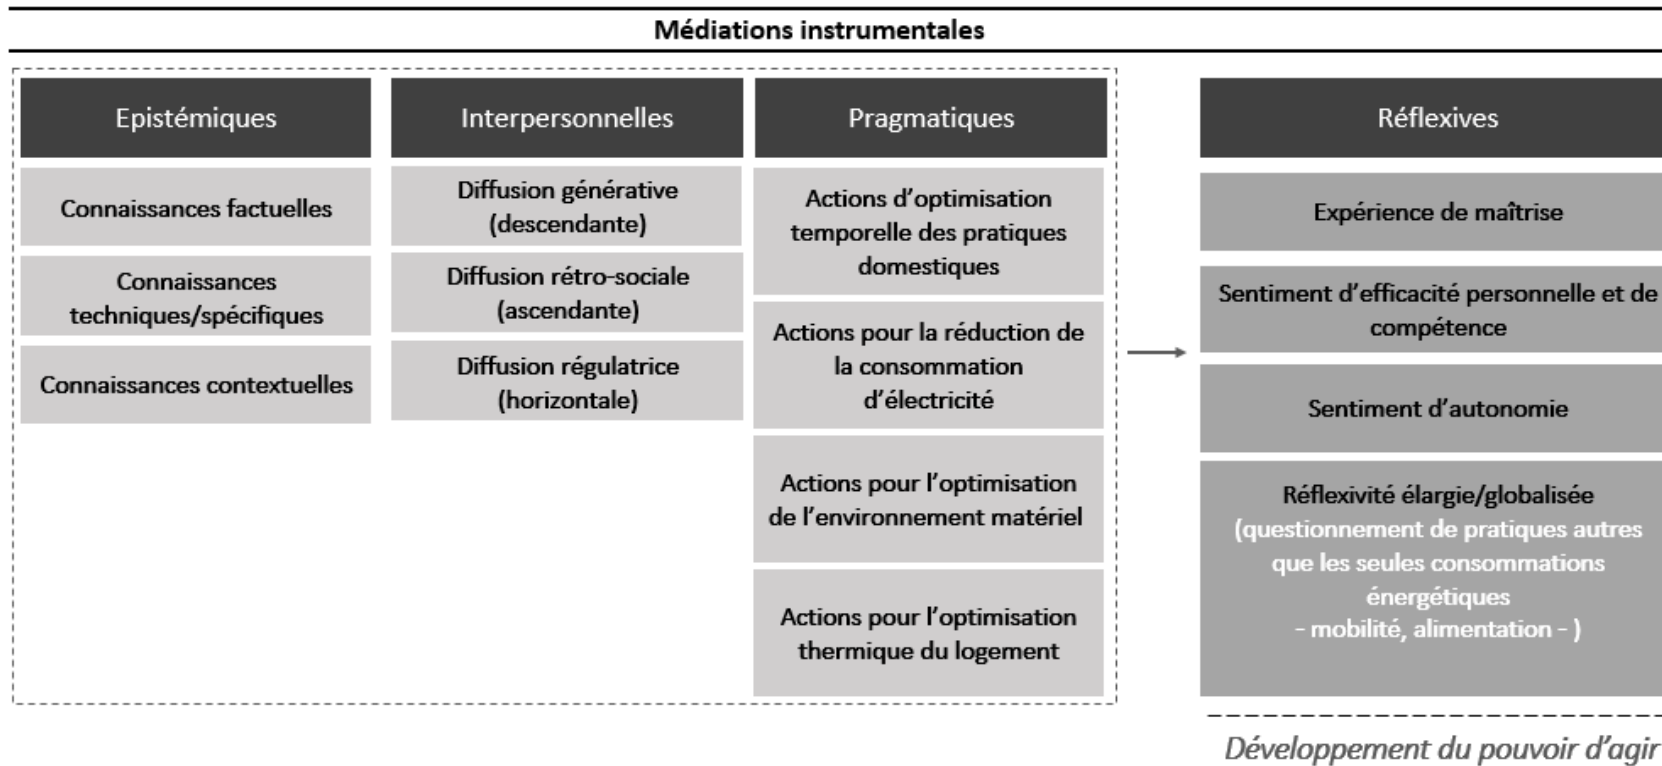 Médiations instrumentales
Epistémiques
Connaissances factuelles
Connaissances
techniques/spécifiques
Connaissances contextuelles
Interpersonnelles
Diffusion générative
(descendante)
Diffusion rétro-sociale
(ascendante)
Diffusion régulatrice
(horizontale)
Pragmatiques
Actions d’optimisation
temporelle des pratiques
domestiques
Actions pour la réduction de
la consommation
d’électricité
Actions pour l’optimisation
de l’environnement matériel
Actions pour l’optimisation
thermique du logement
Réflexives
Expérience de maîtrise
Sentiment d’efficacité personnelle et de
compétence
Sentiment d’autonomie
Réflexivité élargie/globalisée
(questionnement de pratiques autres
que les seules consommations
énergétiques
- mobilité, alimentation - )
Développement du pouvoir d’agir